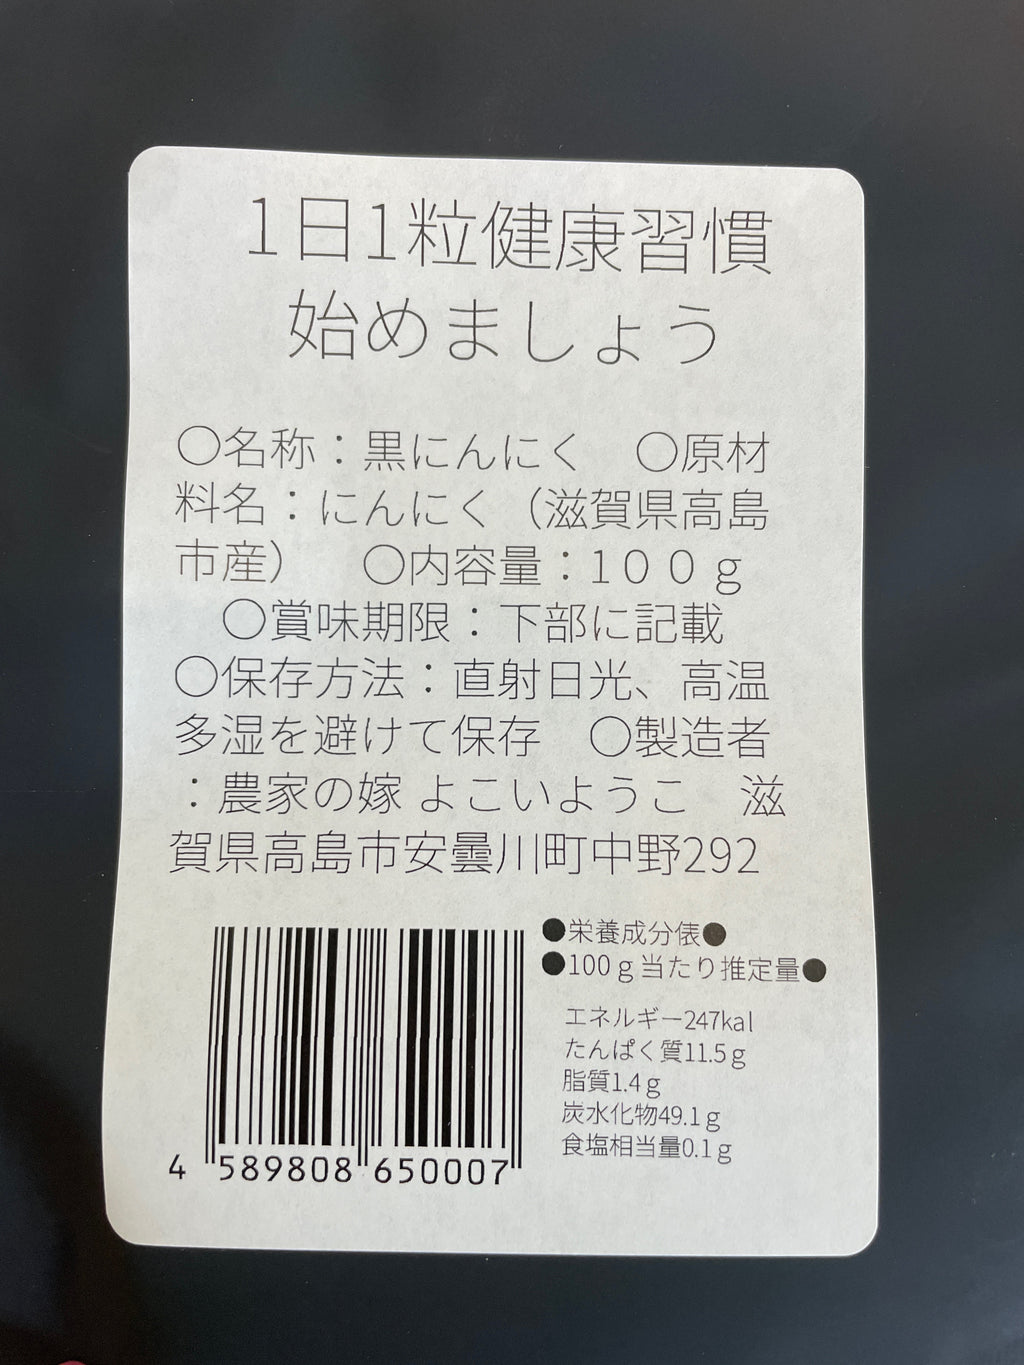 1日1粒健康習慣
始めましょう
〇名称：黒にんにく　〇原材
料名：にんにく（滋賀県高島
市産）　〇内容量：１００ｇ
〇賞味期限：下部に記載
〇保存方法：直射日光、高温
多湿を避けて保存　〇製造者
：農家の嫁 よこいようこ　滋
賀県高島市安曇川町中野292
●栄養成分俵●
●100ｇ当たり推定量●
エネルギー247kal
たんぱく質11.5ｇ
脂質1.4ｇ
炭水化物49.1ｇ
食塩相当量0.1ｇ
4 589808 650007